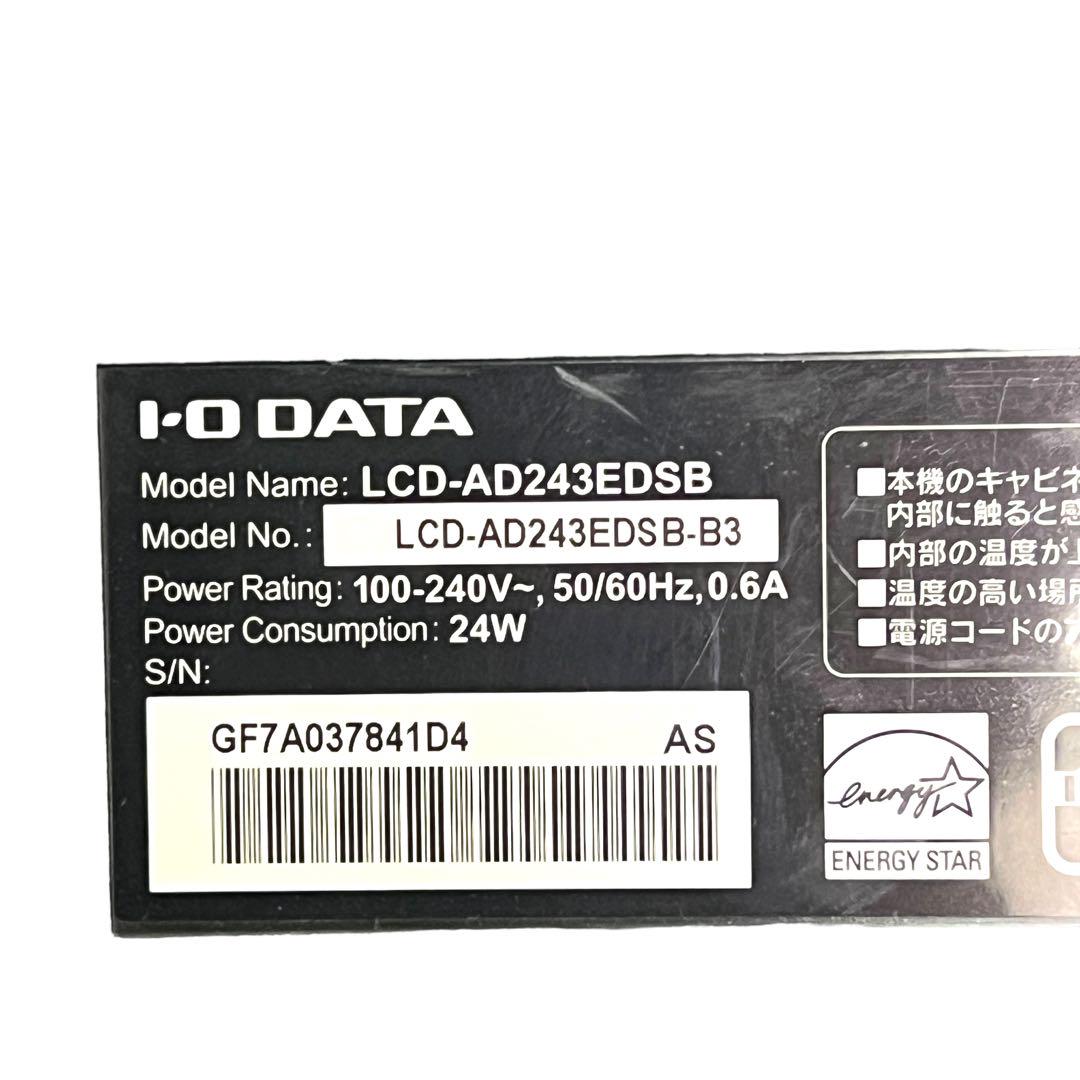 I-O DATA
Model Name: LCD-AD243EDSB
Model No.: LCD-AD243EDSB-B3
Power Rating: 100-240V~, 50/60Hz, 0.6A
Power Consumption: 24W
S/N:
GF7A037841D4 AS
■本機のキャビネ
内部に触ると感
■内部の温度が上
■温度の高い場所
■電源コードの
energy
ENERGY STAR